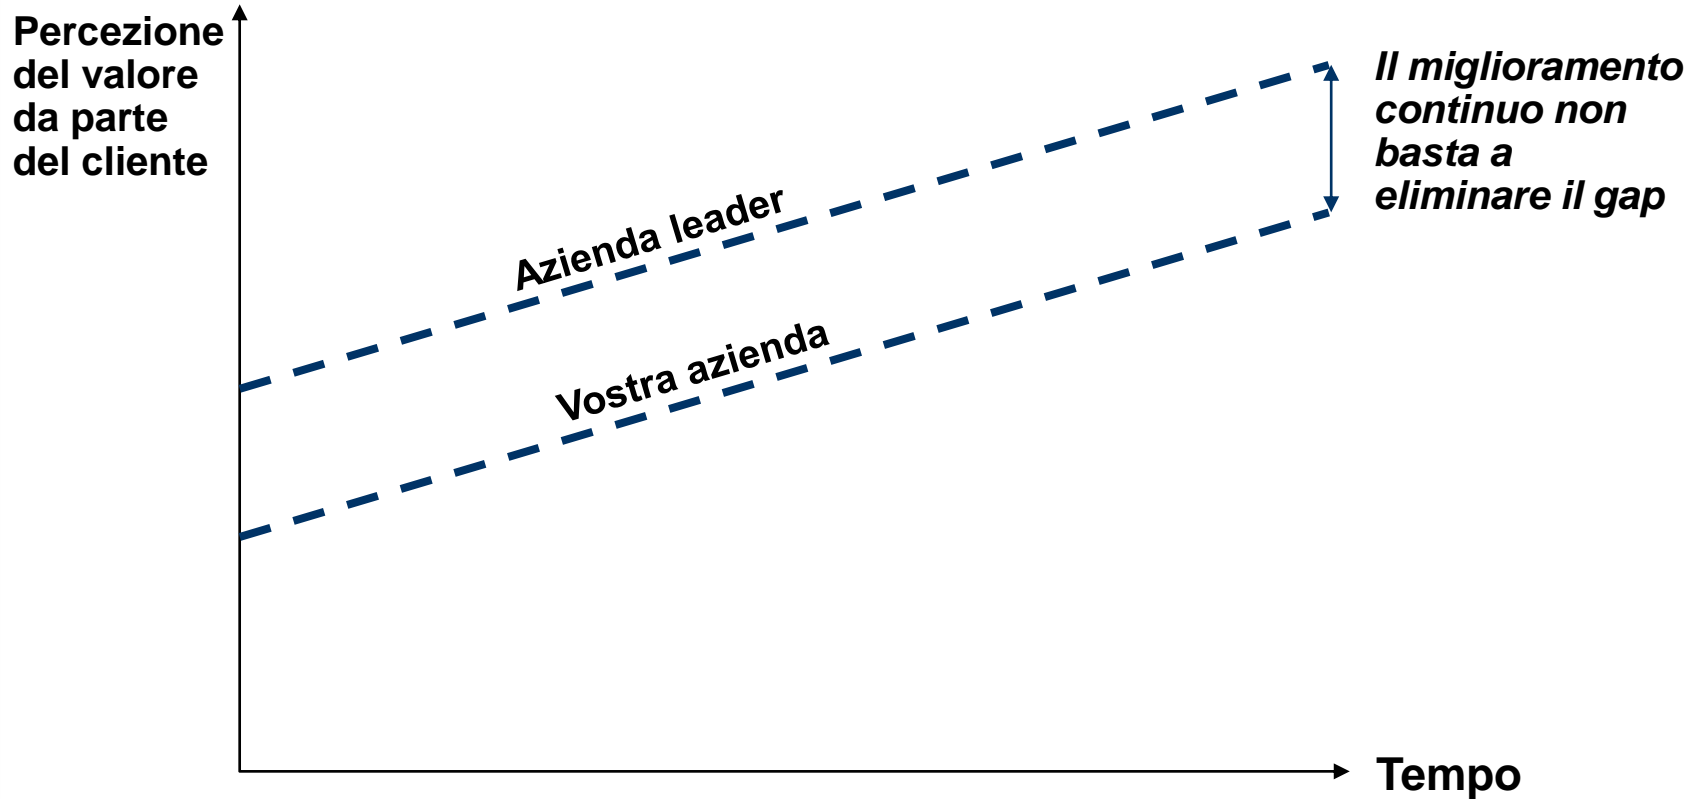 Percezione
del valore
da parte
del cliente
Il miglioramento
continuo non
basta a
eliminare il gap
Azienda leader
Vostra azienda
Tempo